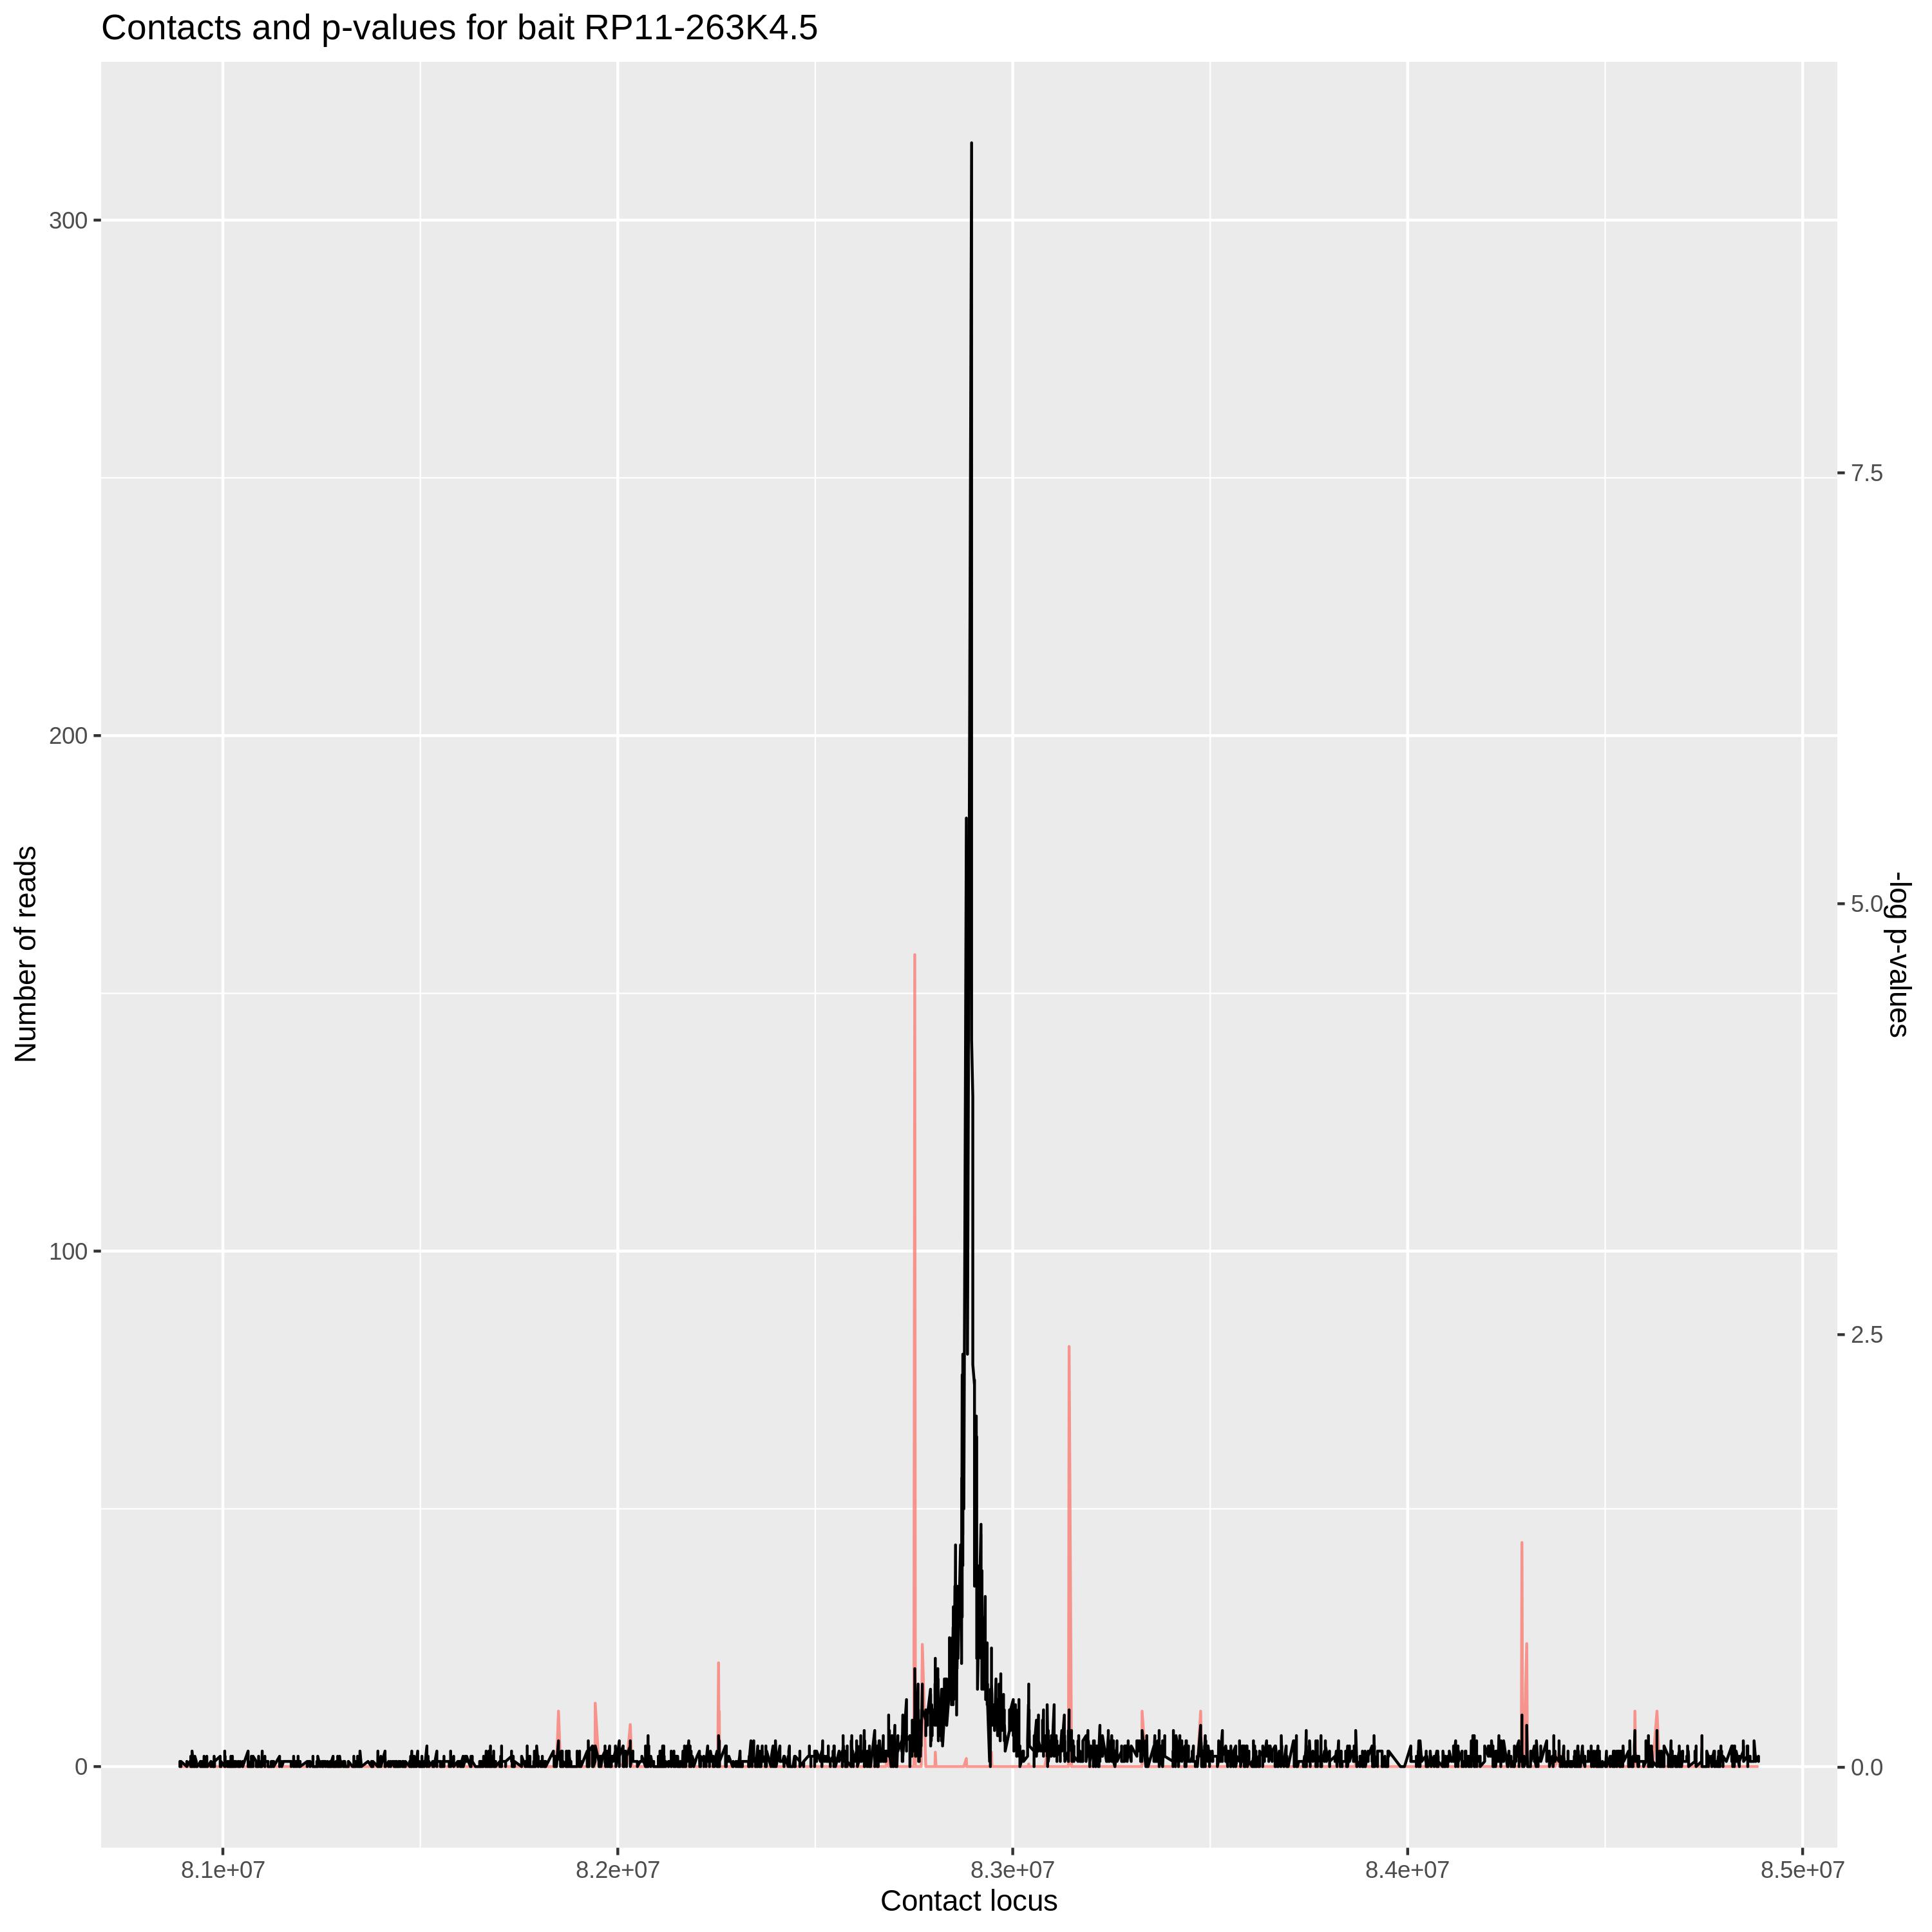 Contacts and p-values for bait RP11-263K4.5
Number of reads
300
200
100
0
7.5
5.0
2.5
0.0
-log p-values
8.1e+07
8.2e+07
8.3e+07
8.4e+07
8.5e+07
Contact locus